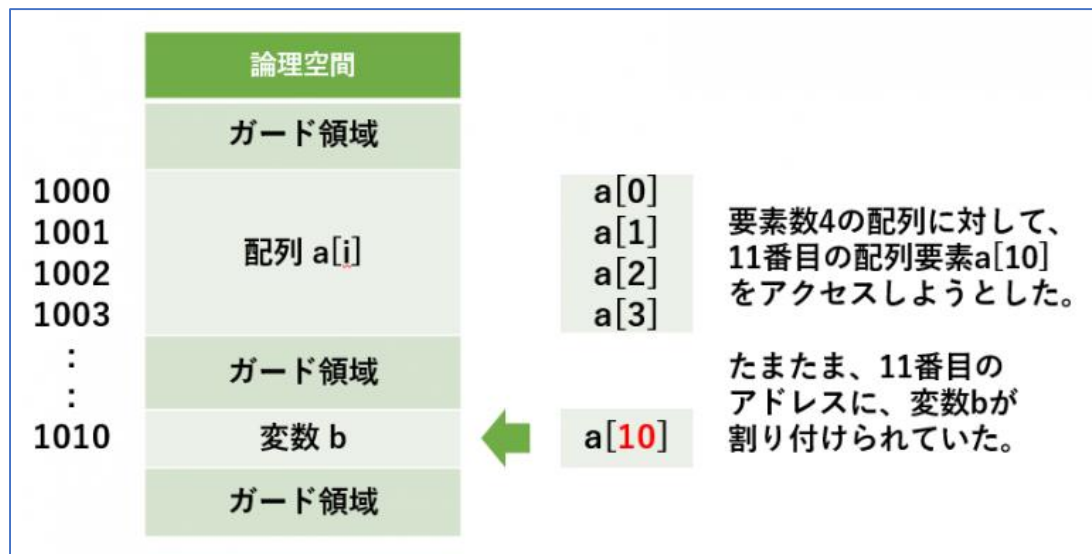 論理空間
ガード領域
1000
1001
1002
1003
:
:
1010
配列 a[i]
ガード領域
変数 b
ガード領域
a[0]
a[1]
a[2]
a[3]
a[10]
要素数4の配列に対して、
11番目の配列要素a[10]
をアクセスしようとした。
たまたま、11番目の
アドレスに、変数bが
割り付けられていた。